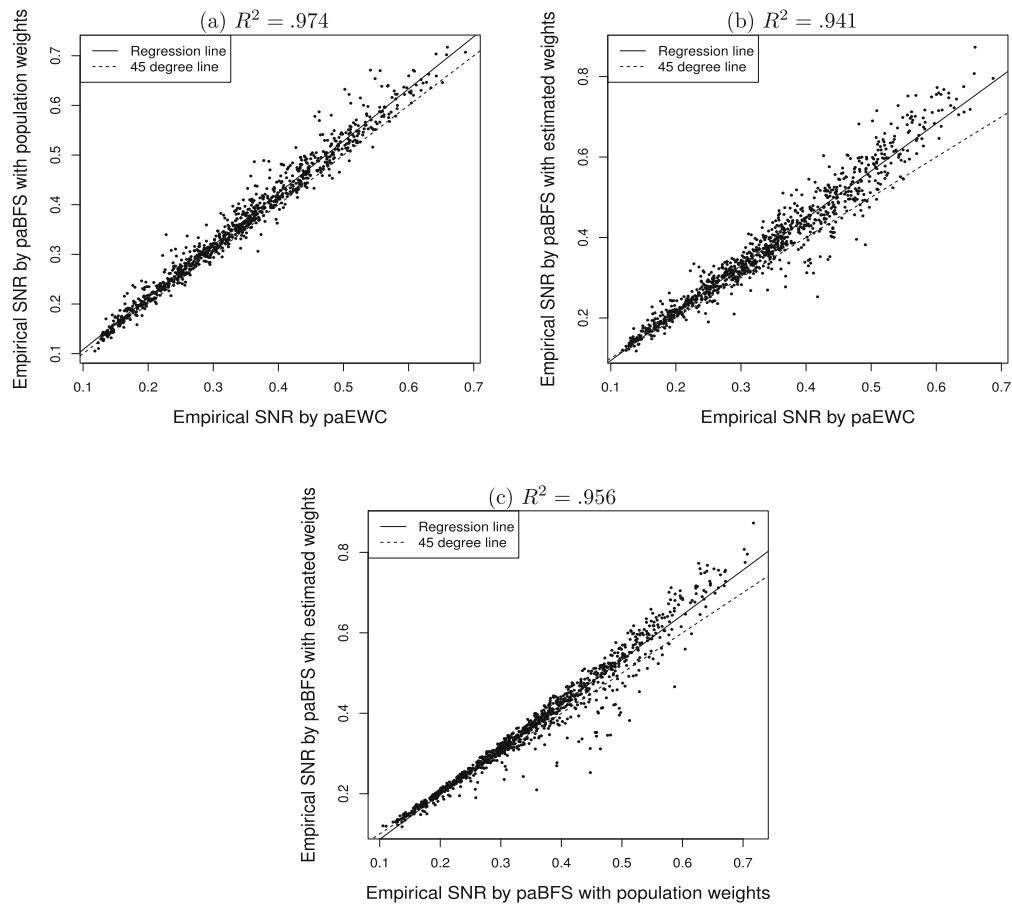 (a) R² = .974
Empirical SNR by paBFS with population weights
Regression line
45 degree line
0.7
0.6
0.5
0.4
0.3
0.2
0.1
0.1 0.2 0.3 0.4 0.5 0.6 0.7
Empirical SNR by paEWC
(b) R² = .941
Empirical SNR by paBFS with estimated weights
Regression line
45 degree line
0.8
0.6
0.4
0.2
0.1 0.2 0.3 0.4 0.5 0.6 0.7
Empirical SNR by paEWC
(c) R² = .956
Empirical SNR by paBFS with estimated weights
Regression line
45 degree line
0.8
0.6
0.4
0.2
0.1 0.2 0.3 0.4 0.5 0.6 0.7
Empirical SNR by paBFS with population weights